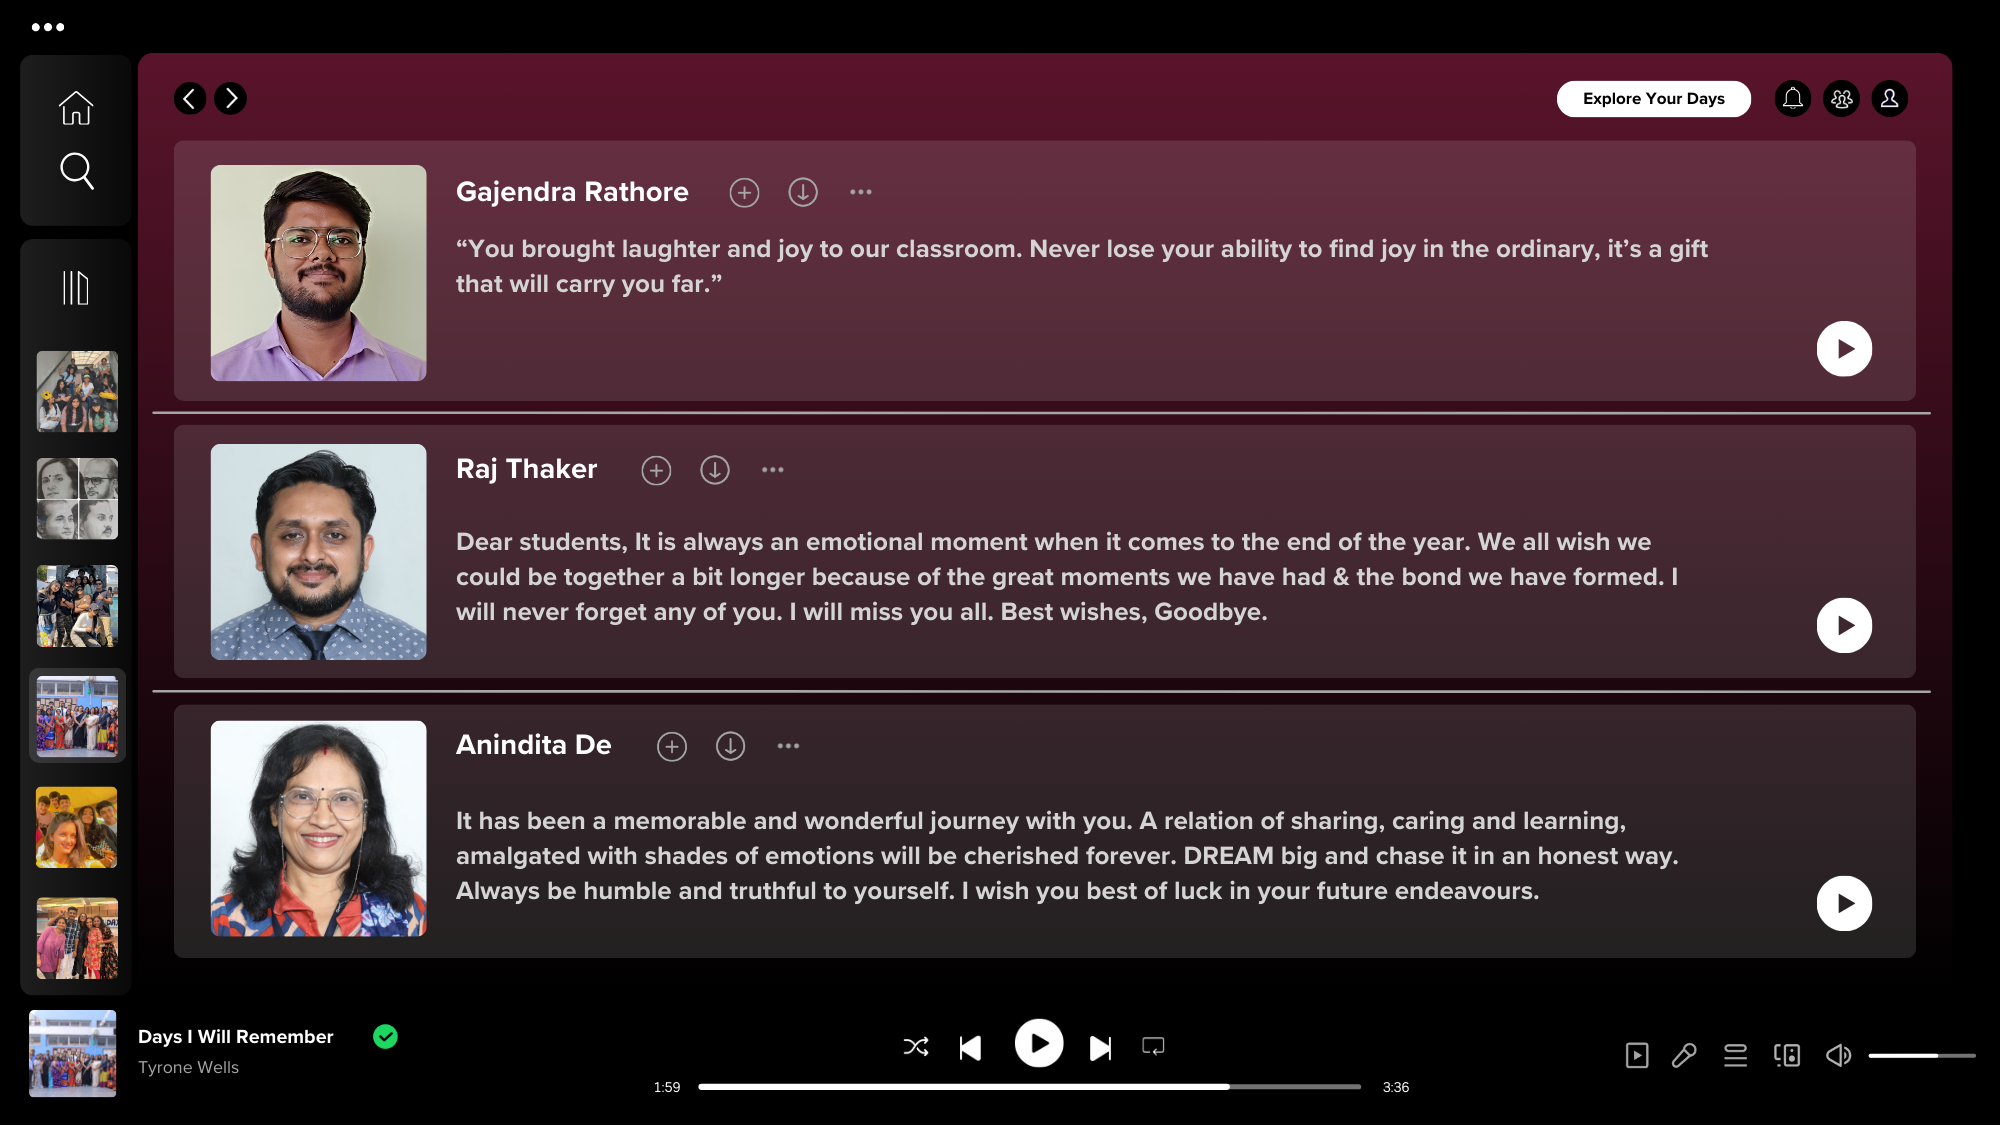 Explore Your Days
Gajendra Rathore
“You brought laughter and joy to our classroom. Never lose your ability to find joy in the ordinary, it’s a gift
that will carry you far.”
Raj Thaker
Dear students, It is always an emotional moment when it comes to the end of the year. We all wish we
could be together a bit longer because of the great moments we have had & the bond we have formed. I
will never forget any of you. I will miss you all. Best wishes, Goodbye.
Anindita De
It has been a memorable and wonderful journey with you. A relation of sharing, caring and learning,
amalgated with shades of emotions will be cherished forever. DREAM big and chase it in an honest way.
Always be humble and truthful to yourself. I wish you best of luck in your future endeavours.
Days I Will Remember
Tyrone Wells
1:59
3:36